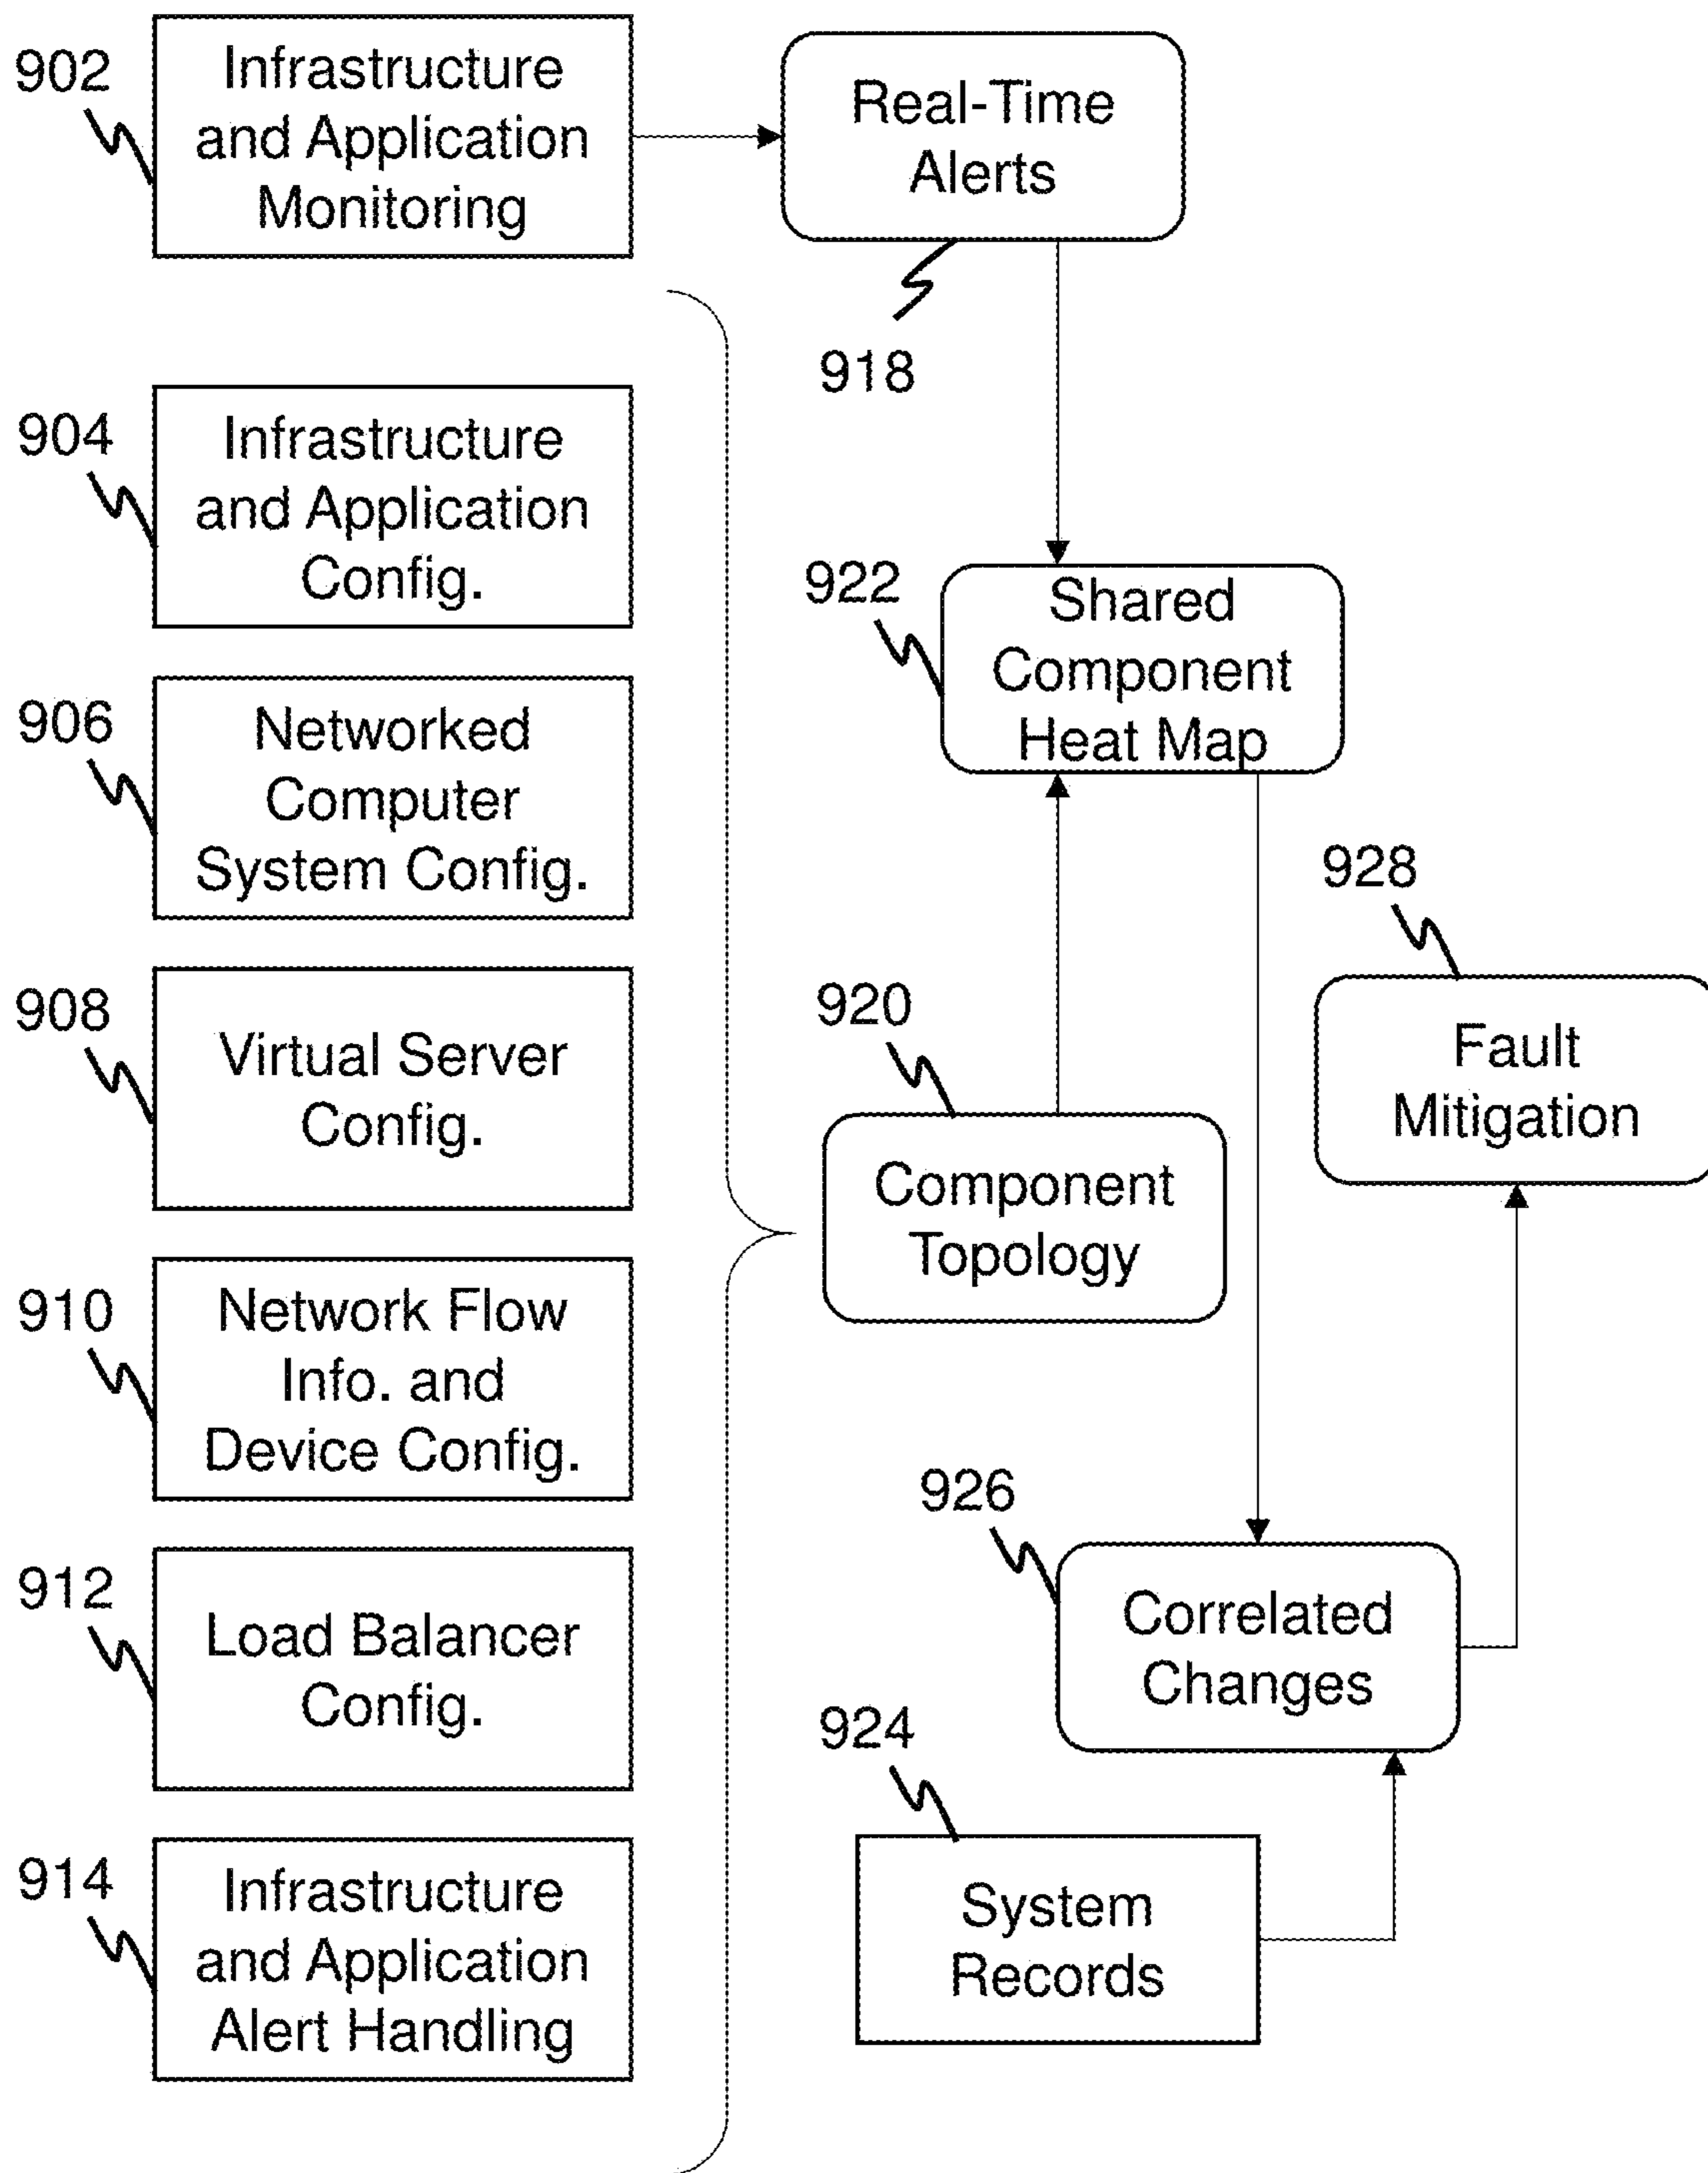 902
Infrastructure
and Application
Monitoring
Real-Time
Alerts
918
904
Infrastructure
and Application
Config.
922
Shared
Component
Heat Map
906
Networked
Computer
System Config.
928
Fault
Mitigation
908
Virtual Server
Config.
920
Component
Topology
910
Network Flow
Info. and
Device Config.
926
Correlated
Changes
912
Load Balancer
Config.
924
System
Records
914
Infrastructure
and Application
Alert Handling